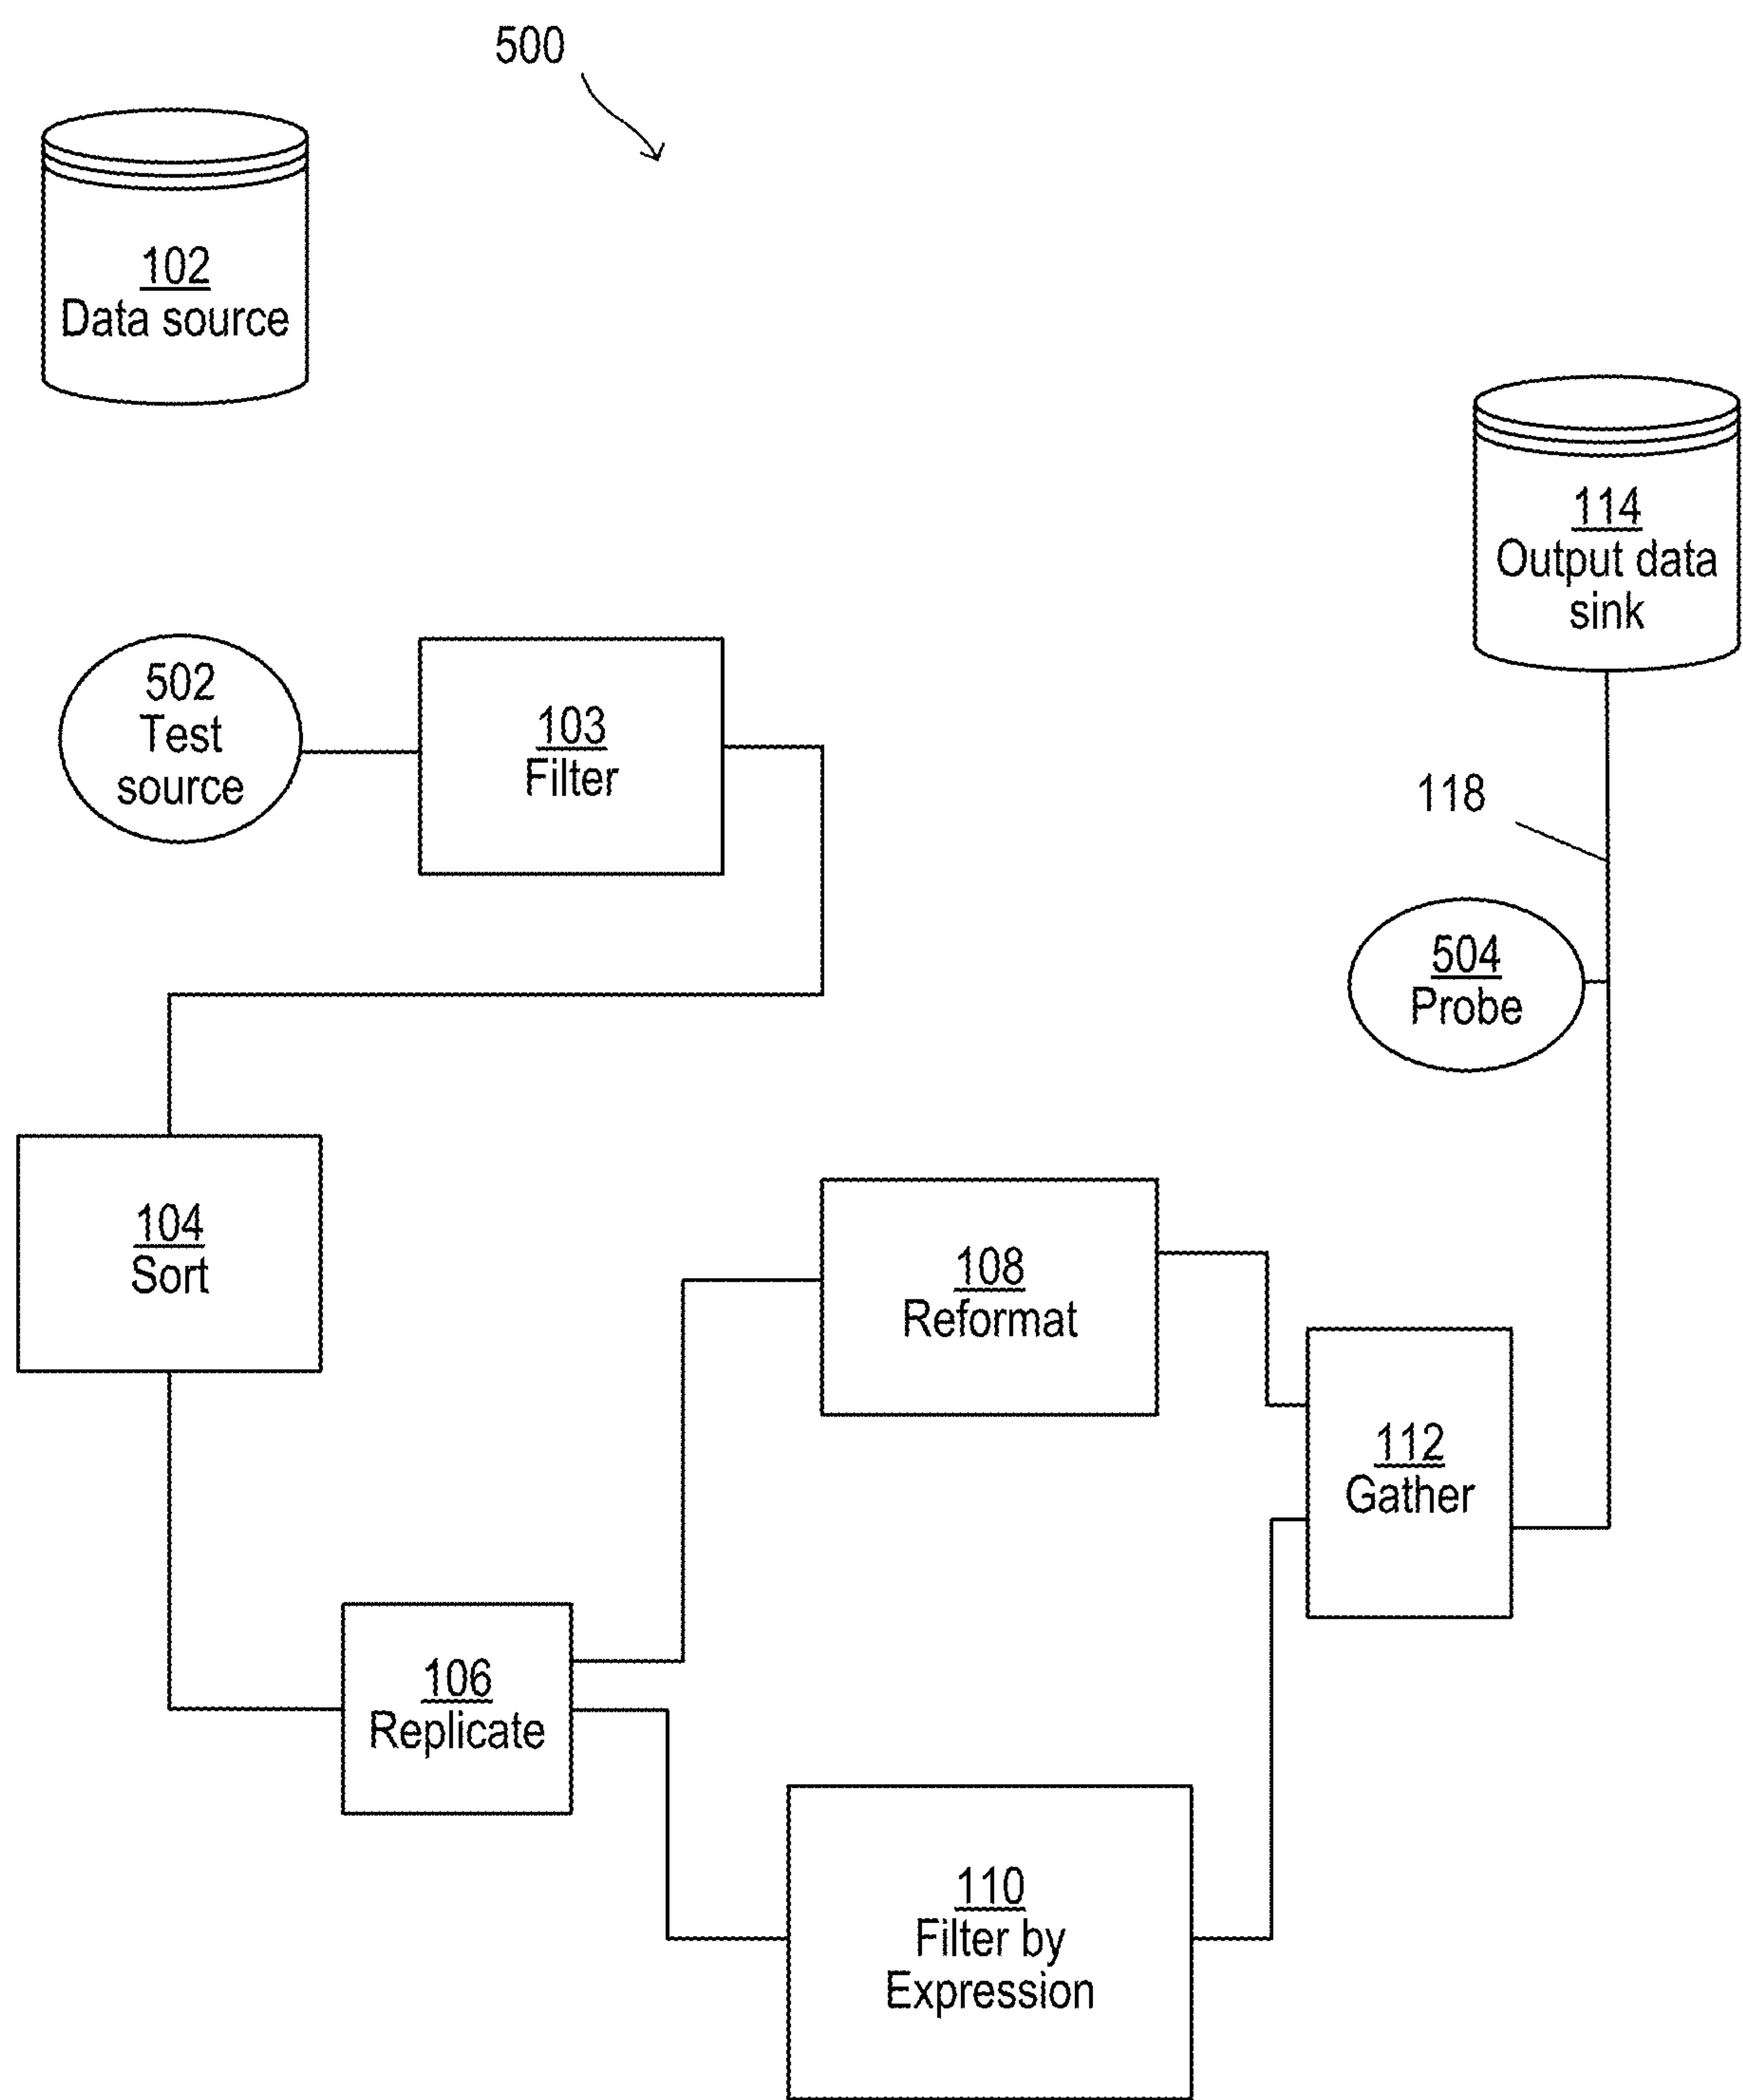 500
102
Data source
114
Output data
sink
502
Test
source
103
Filter
118
504
Probe
104
Sort
108
Reformat
112
Gather
106
Replicate
110
Filter by
Expression